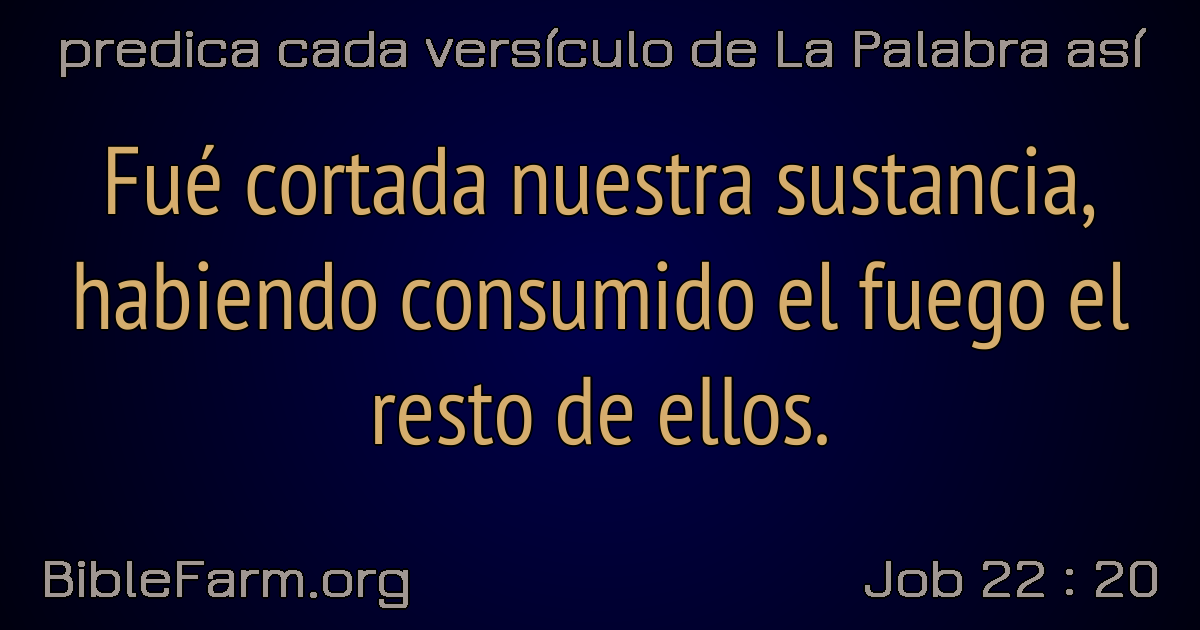 predica cada versículo de La Palabra así
Fué cortada nuestra sustancia,
habiendo consumido el fuego el
resto de ellos.
BibleFarm.org
Job 22 : 20